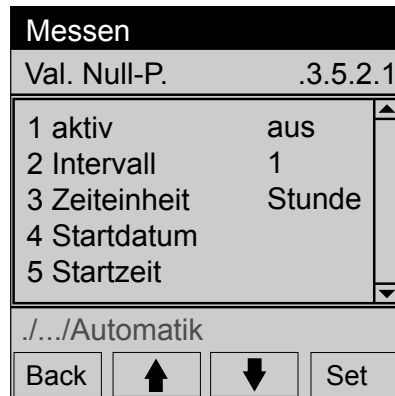 Messen
Val. Null-P. .3.5.2.1
1 aktiv aus
2 Intervall 1
3 Zeiteinheit Stunde
4 Startdatum
5 Startzeit
./.../Automatik
Back Set